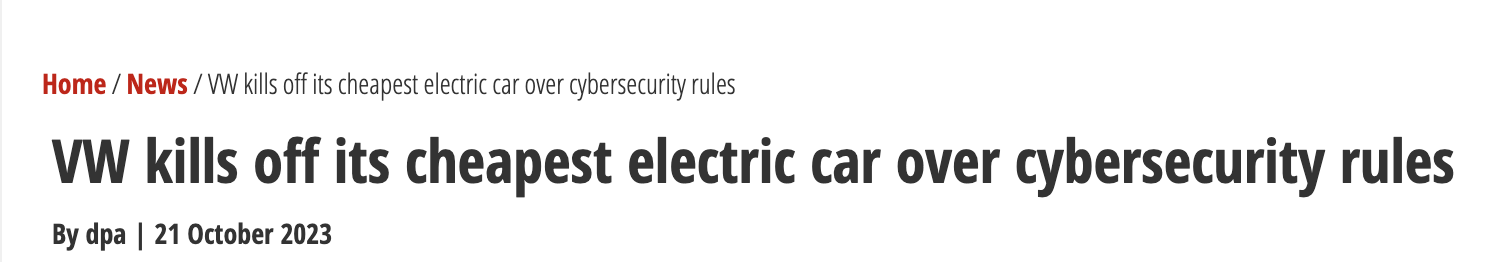 Home / News / VW kills off its cheapest electric car over cybersecurity rules
VW kills off its cheapest electric car over cybersecurity rules
By dpa | 21 October 2023